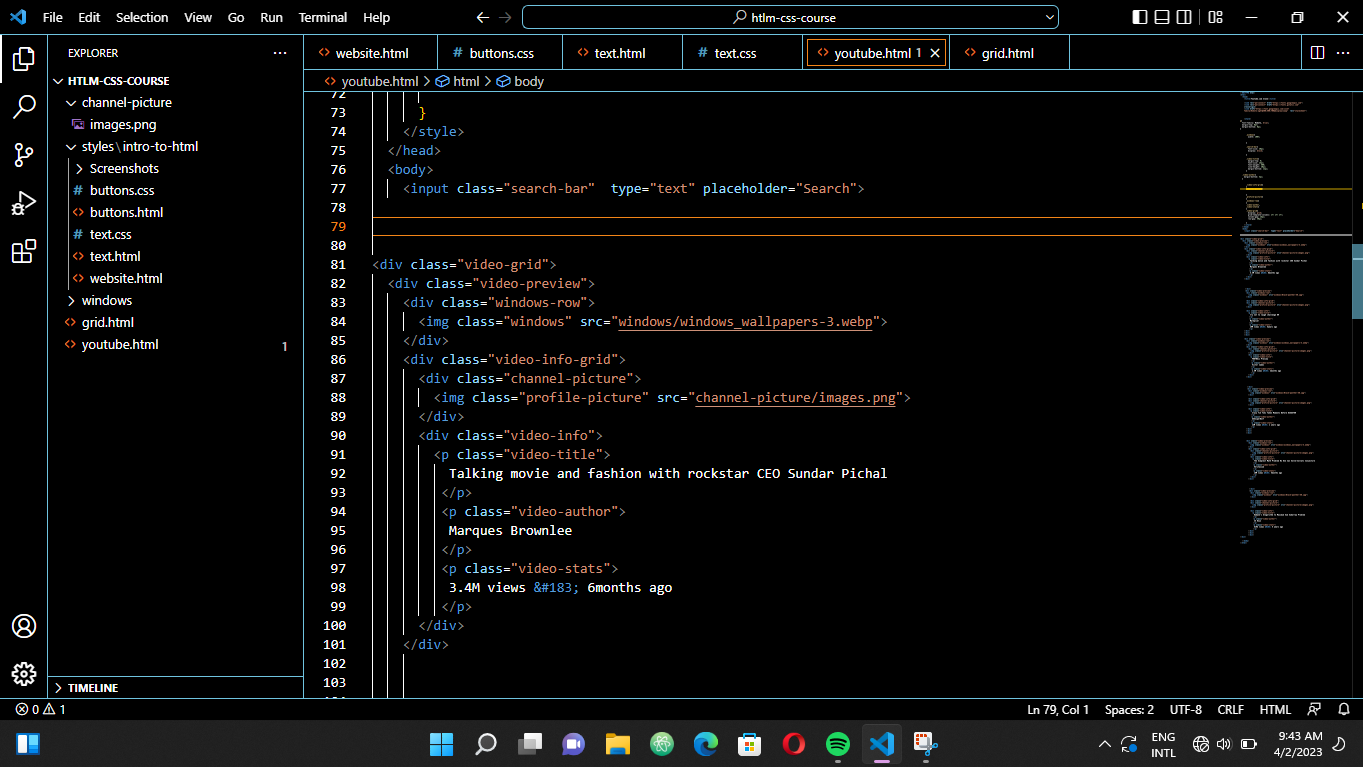 File Edit Selection View Go Run Terminal Help
htlm-css-course
EXPLORER
HTLM-CSS-COURSE
channel-picture
images.png
styles\intro-to-html
Screenshots
# buttons.css
<> buttons.html
# text.css
<> text.html
<> website.html
windows
<> grid.html
<> youtube.html 1
TIMELINE
<> website.html # buttons.css <> text.html # text.css <> youtube.html 1 <> grid.html
<> youtube.html > html > body
72
73 }
74 </style>
75 </head>
76 <body>
77 <input class="search-bar"  type="text" placeholder="Search">
78
79
80
81 <div class="video-grid">
82 <div class="video-preview">
83 <div class="windows-row">
84 <img class="windows" src="windows/windows_wallpapers-3.webp">
85 </div>
86 <div class="video-info-grid">
87 <div class="channel-picture">
88 <img class="profile-picture" src="channel-picture/images.png">
89 </div>
90 <div class="video-info">
91 <p class="video-title">
92 Talking movie and fashion with rockstar CEO Sundar Pichal
93 </p>
94 <p class="video-author">
95 Marques Brownlee
96 </p>
97 <p class="video-stats">
98 3.4M views &#183; 6months ago
99 </p>
100 </div>
101 </div>
102
103
0 1
Ln 79, Col 1 Spaces: 2 UTF-8 CRLF HTML
ENG
INTL
9:43 AM
4/2/2023